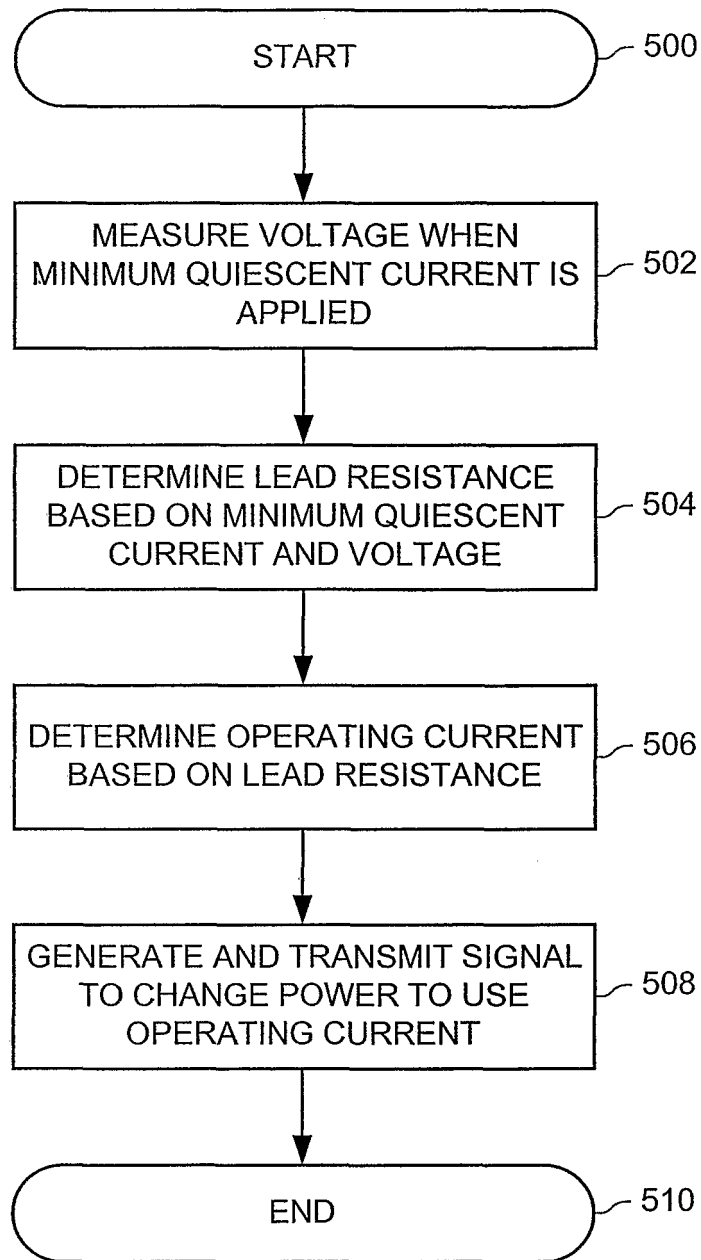 START
500
MEASURE VOLTAGE WHEN
MINIMUM QUIESCENT CURRENT IS
APPLIED
502
DETERMINE LEAD RESISTANCE
BASED ON MINIMUM QUIESCENT
CURRENT AND VOLTAGE
504
DETERMINE OPERATING CURRENT
BASED ON LEAD RESISTANCE
506
GENERATE AND TRANSMIT SIGNAL
TO CHANGE POWER TO USE
OPERATING CURRENT
508
END
510